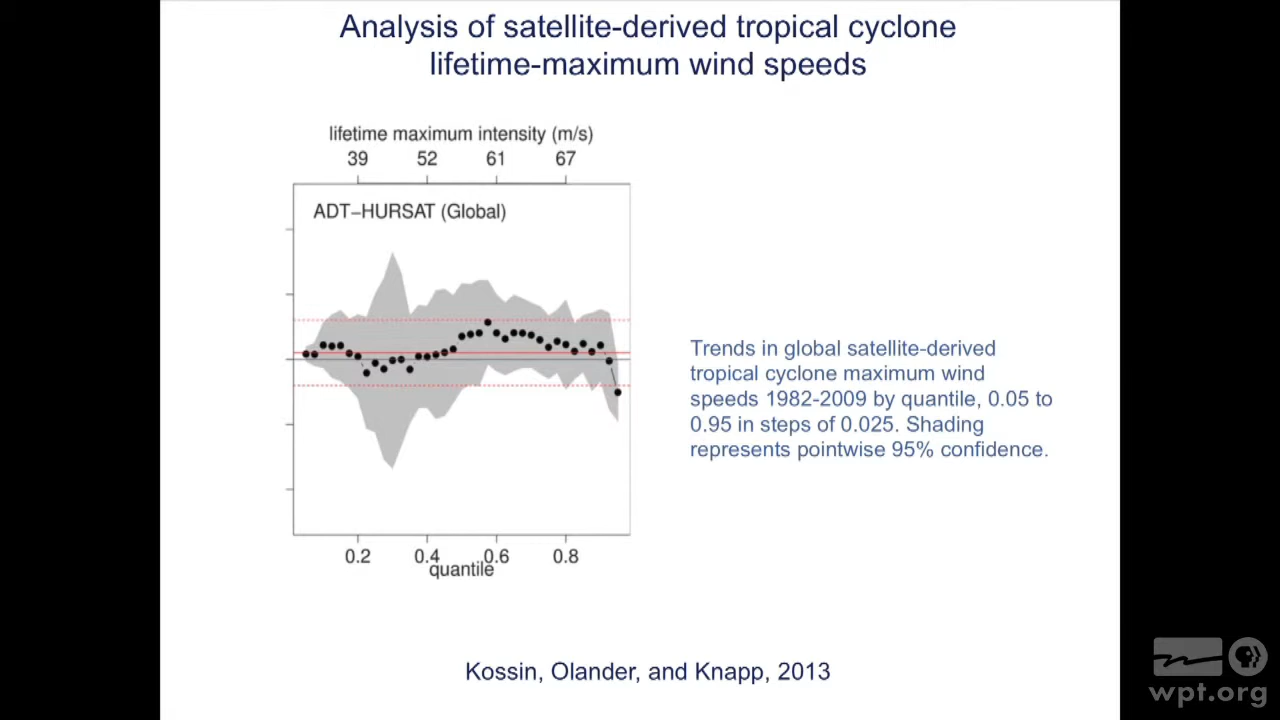 Analysis of satellite-derived tropical cyclone
lifetime-maximum wind speeds
lifetime maximum intensity (m/s)
39 52 61 67
ADT−HURSAT (Global)
0.2 0.4 0.6 0.8
quantile
Trends in global satellite-derived
tropical cyclone maximum wind
speeds 1982-2009 by quantile, 0.05 to
0.95 in steps of 0.025. Shading
represents pointwise 95% confidence.
Kossin, Olander, and Knapp, 2013
wpt.org